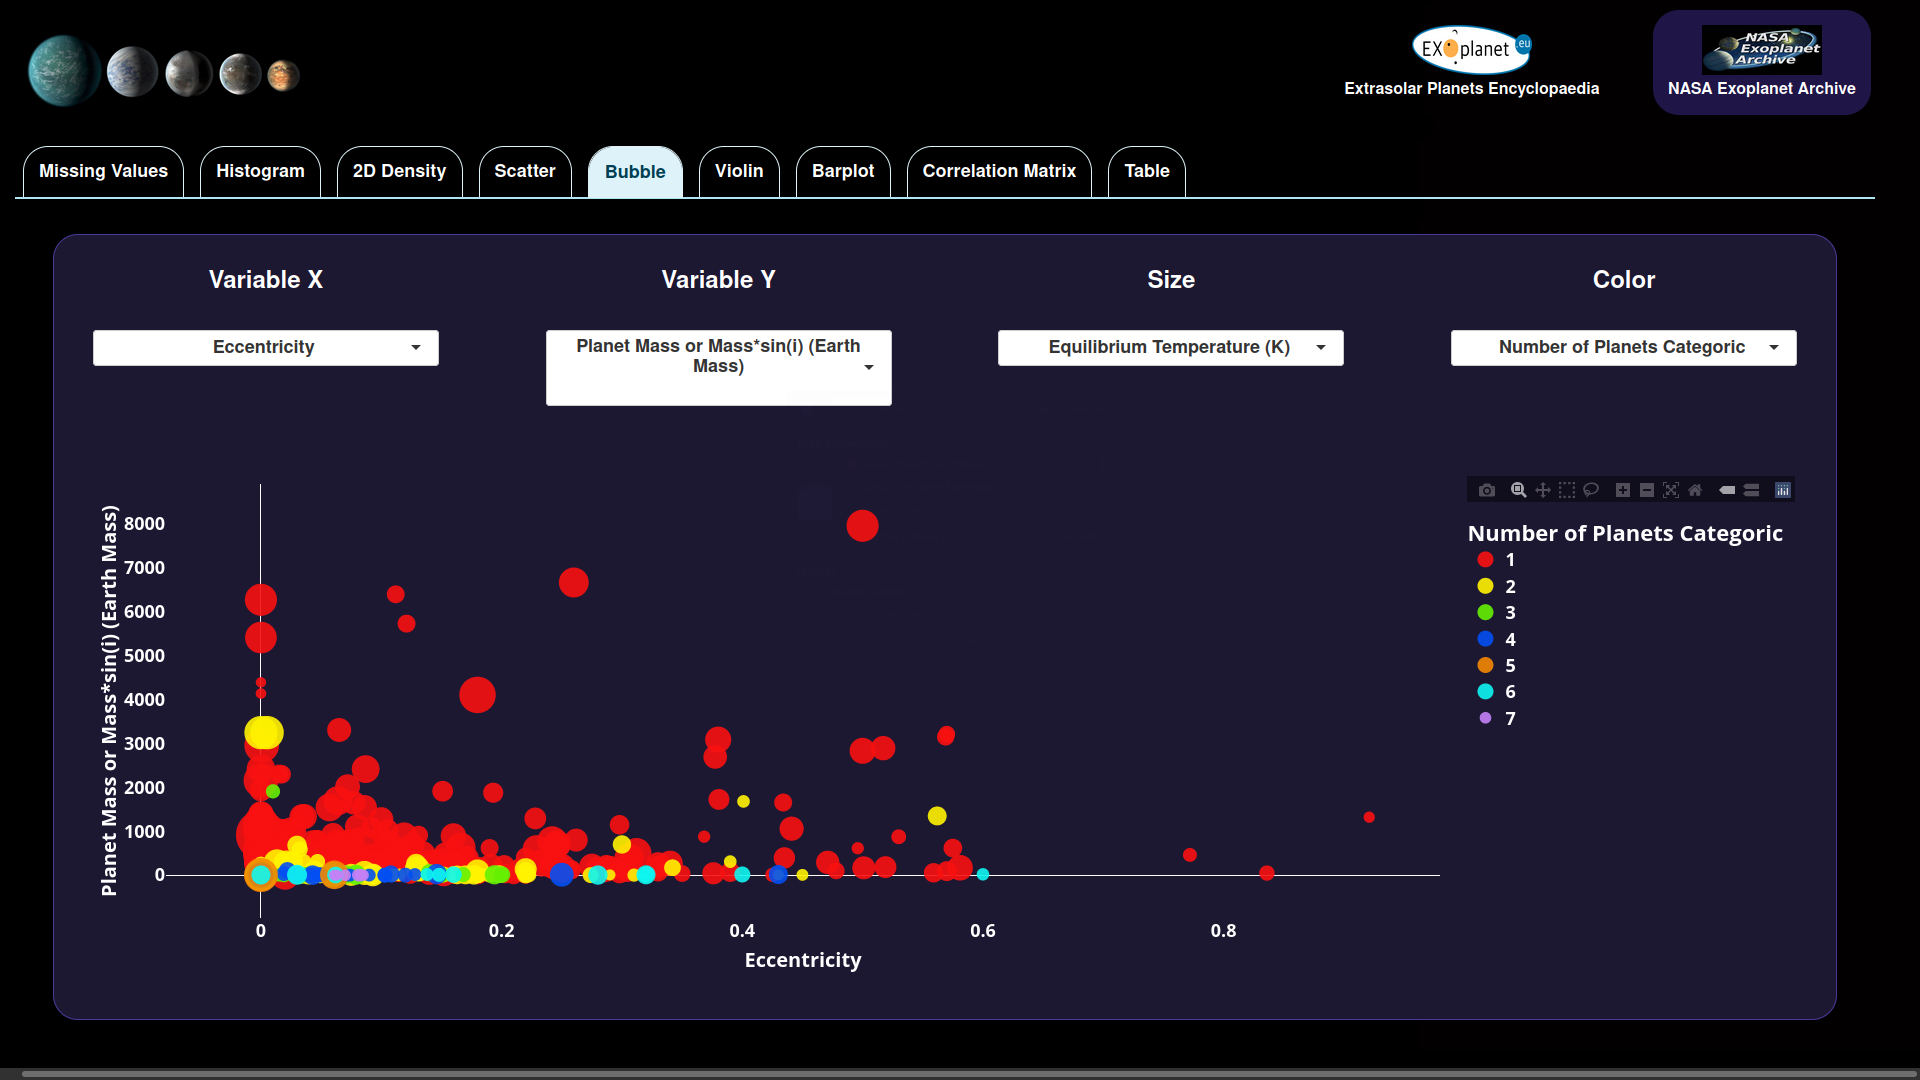 EXoplanet .eu
Extrasolar Planets Encyclopaedia
NASA
Exoplanet
Archive
NASA Exoplanet Archive
Missing Values
Histogram
2D Density
Scatter
Bubble
Violin
Barplot
Correlation Matrix
Table
Variable X
Variable Y
Size
Color
Eccentricity
Planet Mass or Mass*sin(i) (Earth
Mass)
Equilibrium Temperature (K)
Number of Planets Categoric
Planet Mass or Mass*sin(i) (Earth Mass)
8000
7000
6000
5000
4000
3000
2000
1000
0
0
0.2
0.4
0.6
0.8
Eccentricity
Number of Planets Categoric
1
2
3
4
5
6
7